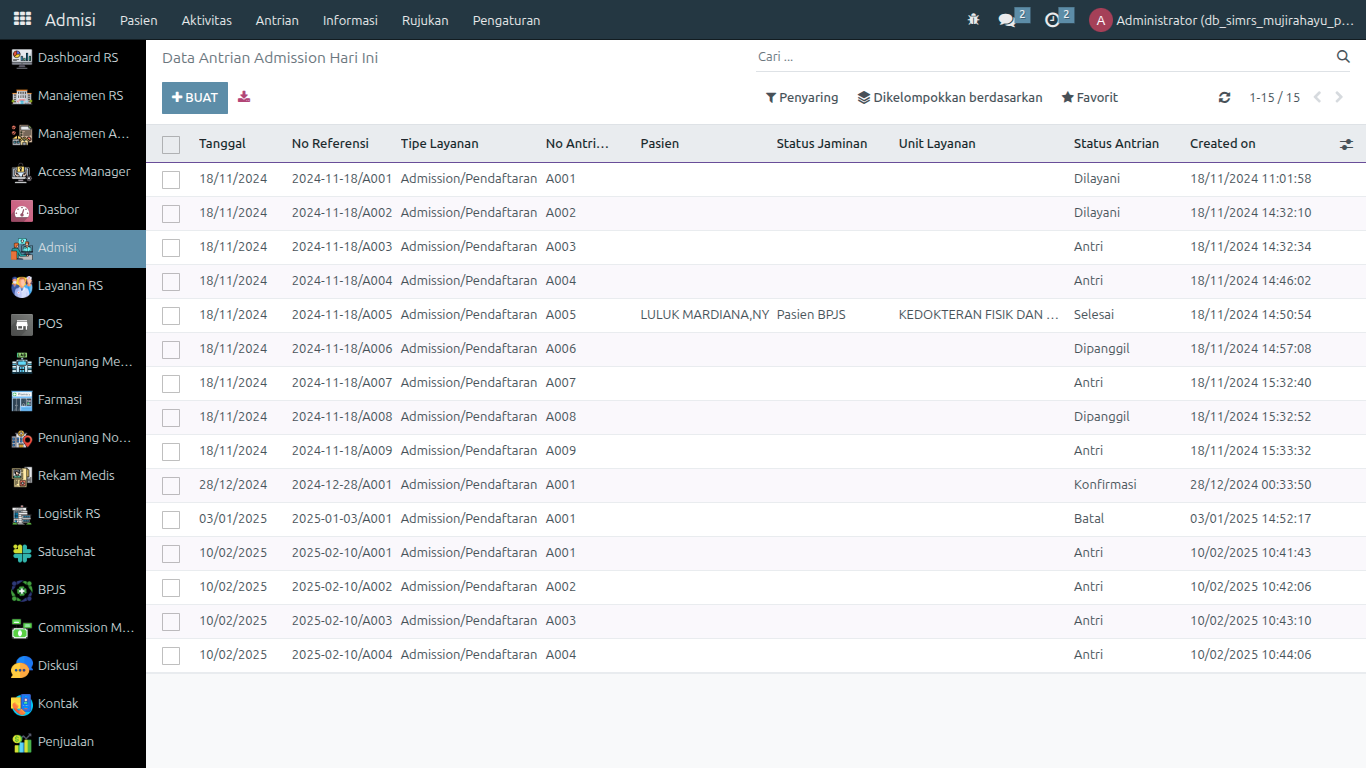 Admisi Pasien Aktivitas Antrian Informasi Rujukan Pengaturan 2 2 A Administrator (db_simrs_mujirahayu_p...
Dashboard RS
Manajemen RS
Manajemen A...
Access Manager
Dasbor
Admisi
Layanan RS
POS
Penunjang Me...
Farmasi
Penunjang No...
Rekam Medis
Logistik RS
Satusehat
BPJS
Commission M...
Diskusi
Kontak
Penjualan
Data Antrian Admission Hari Ini
Cari ...
BUAT
Penyaring Dikelompokkan berdasarkan Favorit 1-15 / 15
Tanggal No Referensi Tipe Layanan No Antri... Pasien Status Jaminan Unit Layanan Status Antrian Created on
18/11/2024 2024-11-18/A001 Admission/Pendaftaran A001 Dilayani 18/11/2024 11:01:58
18/11/2024 2024-11-18/A002 Admission/Pendaftaran A002 Dilayani 18/11/2024 14:32:10
18/11/2024 2024-11-18/A003 Admission/Pendaftaran A003 Antri 18/11/2024 14:32:34
18/11/2024 2024-11-18/A004 Admission/Pendaftaran A004 Antri 18/11/2024 14:46:02
18/11/2024 2024-11-18/A005 Admission/Pendaftaran A005 LULUK MARDIANA,NY Pasien BPJS KEDOKTERAN FISIK DAN ... Selesai 18/11/2024 14:50:54
18/11/2024 2024-11-18/A006 Admission/Pendaftaran A006 Dipanggil 18/11/2024 14:57:08
18/11/2024 2024-11-18/A007 Admission/Pendaftaran A007 Antri 18/11/2024 15:32:40
18/11/2024 2024-11-18/A008 Admission/Pendaftaran A008 Dipanggil 18/11/2024 15:32:52
18/11/2024 2024-11-18/A009 Admission/Pendaftaran A009 Antri 18/11/2024 15:33:32
28/12/2024 2024-12-28/A001 Admission/Pendaftaran A001 Konfirmasi 28/12/2024 00:33:50
03/01/2025 2025-01-03/A001 Admission/Pendaftaran A001 Batal 03/01/2025 14:52:17
10/02/2025 2025-02-10/A001 Admission/Pendaftaran A001 Antri 10/02/2025 10:41:43
10/02/2025 2025-02-10/A002 Admission/Pendaftaran A002 Antri 10/02/2025 10:42:06
10/02/2025 2025-02-10/A003 Admission/Pendaftaran A003 Antri 10/02/2025 10:43:10
10/02/2025 2025-02-10/A004 Admission/Pendaftaran A004 Antri 10/02/2025 10:44:06